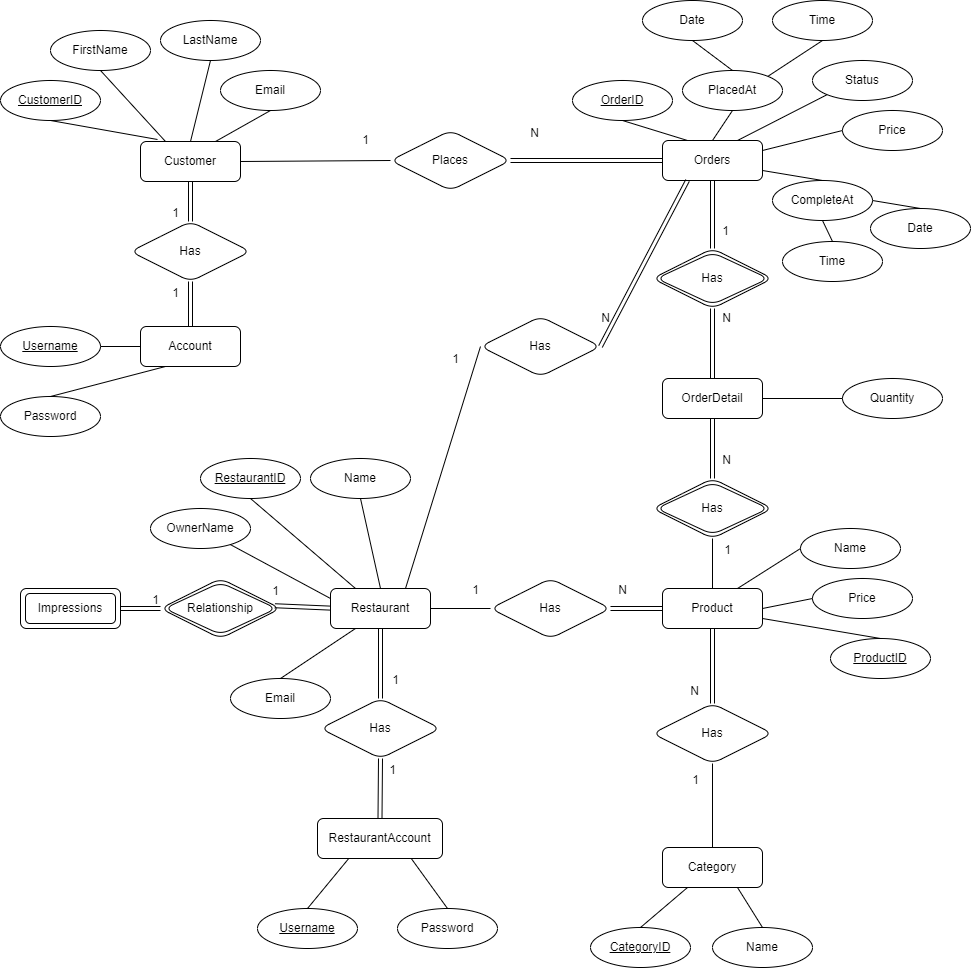 Date
Time
LastName
FirstName
Status
Email
PlacedAt
CustomerID
OrderID
Price
1
N
Customer
Places
Orders
CompleteAt
1
Date
1
Has
Time
Has
1
N
N
Username
Account
Has
1
OrderDetail
Quantity
Password
N
RestaurantID
Name
Has
OwnerName
1
Name
1
1
N
1
Price
Impressions
Relationship
Restaurant
Has
Product
ProductID
1
N
Email
Has
Has
1
1
RestaurantAccount
Category
Username
Password
CategoryID
Name